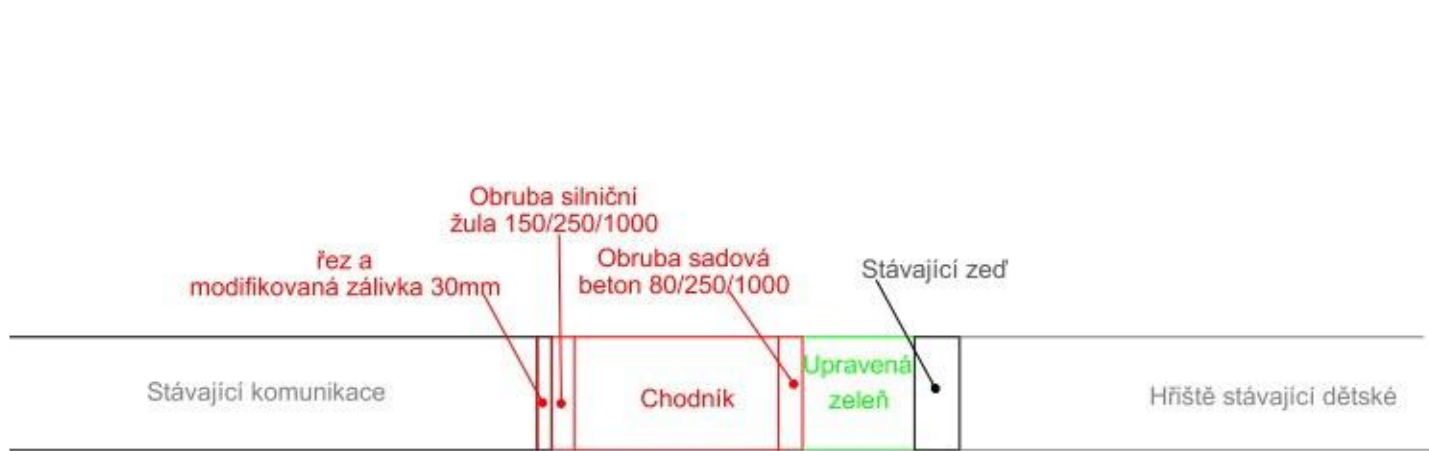 Obruba silniční
žula 150/250/1000
řez a
modifikovaná zálivka 30mm
Obruba sadová
beton 80/250/1000
Stávající zeď
Stávající komunikace
Chodník
Upravená
zeleň
Hřiště stávající dětské